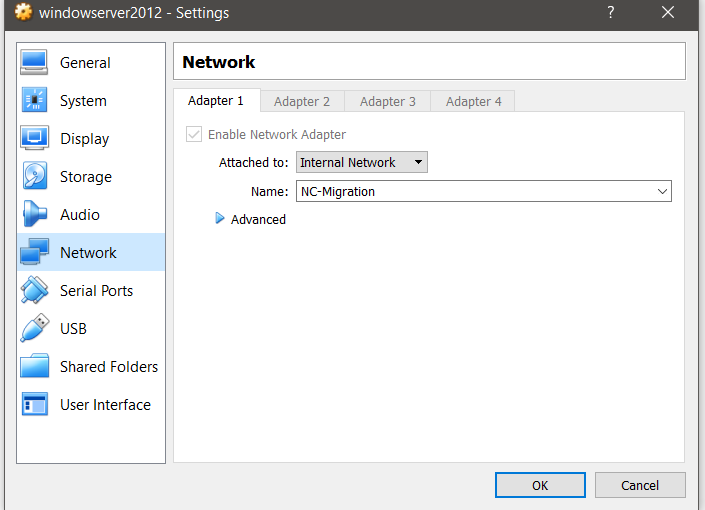 windowserver2012 - Settings
?
General
System
Display
Storage
Audio
Network
Serial Ports
USB
Shared Folders
User Interface
Network
Adapter 1
Adapter 2
Adapter 3
Adapter 4
Enable Network Adapter
Attached to: Internal Network
Name: NC-Migration
Advanced
OK
Cancel